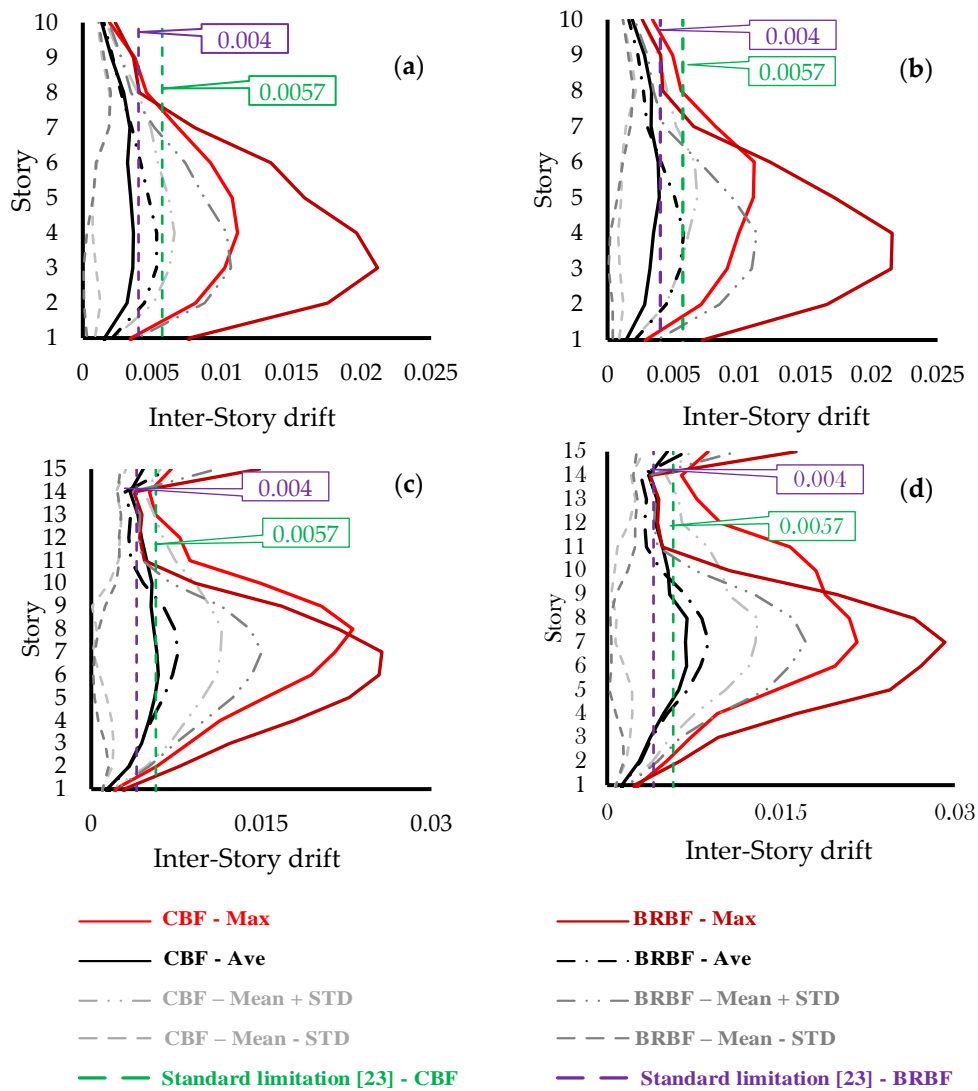 10
9
8
7
6
5
4
3
2
1
Story
0.004
(a)
0.0057
0 0.005 0.01 0.015 0.02 0.025
Inter-Story drift
10
9
8
7
6
5
4
3
2
1
Story
0.004
(b)
0.0057
0 0.005 0.01 0.015 0.02 0.025
Inter-Story drift
15
14
13
12
11
10
9
8
7
6
5
4
3
2
1
Story
0.004
(c)
0.0057
0 0.015 0.03
Inter-Story drift
15
14
13
12
11
10
9
8
7
6
5
4
3
2
1
Story
0.004
(d)
0.0057
0 0.015 0.03
Inter-Story drift
CBF - Max
BRBF - Max
CBF - Ave
BRBF - Ave
CBF – Mean + STD
BRBF – Mean + STD
CBF – Mean - STD
BRBF – Mean - STD
Standard limitation [23] - CBF
Standard limitation [23] - BRBF